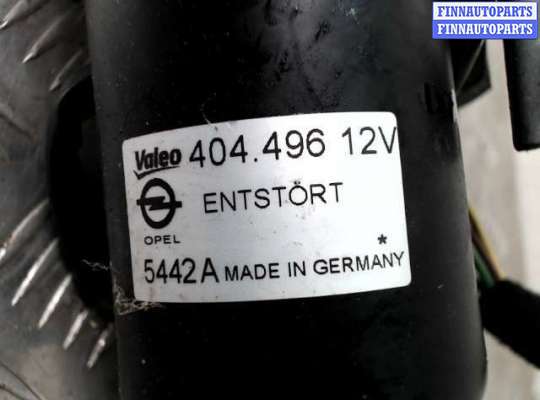 FINNAUTOPARTS
FINNAUTOPARTS
Valeo 404.496 12V
ENTSTÖRT
OPEL
5442A MADE IN GERMANY *